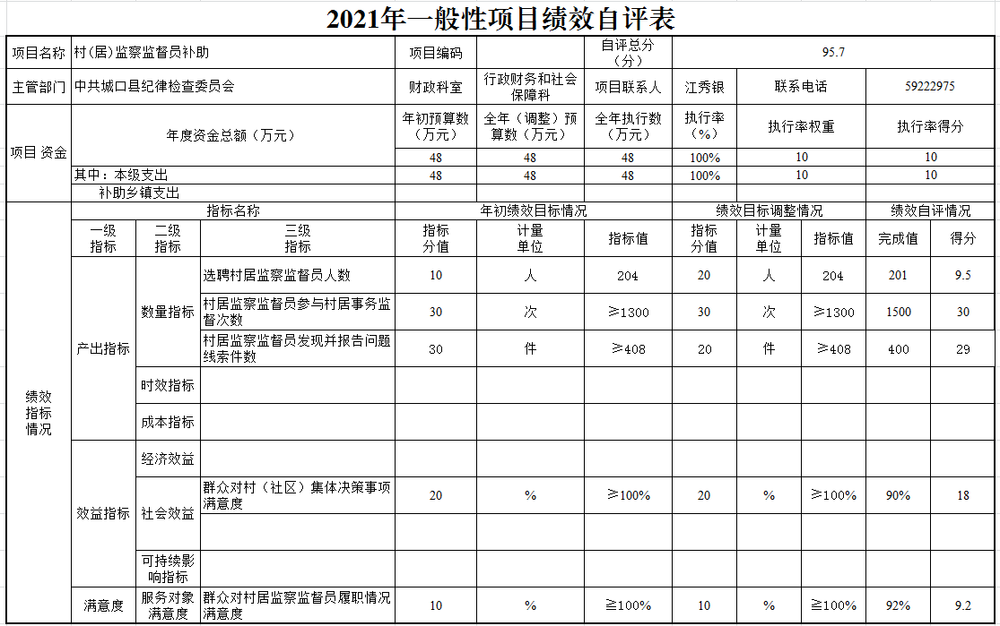 2021年一般性项目绩效自评表
项目名称 村(居)监察监督员补助 项目编码 自评总分（分） 95.7
主管部门 中共城口县纪律检查委员会 财政科室 行政财务和社会保障科 项目联系人 江秀银 联系电话 59222975
项目 资金 年度资金总额（万元） 年初预算数（万元） 全年（调整）预算数（万元） 全年执行数（万元） 执行率（%） 执行率权重 执行率得分
48 48 48 100% 10 10
其中：本级支出 48 48 48 100% 10 10
补助乡镇支出
绩效指标情况 指标名称 年初绩效目标情况 绩效目标调整情况 绩效自评情况
一级指标 二级指标 三级指标 指标分值 计量单位 指标值 指标分值 计量单位 指标值 完成值 得分
产出指标 数量指标 选聘村居监察监督员人数 10 人 204 20 人 204 201 9.5
村居监察监督员参与村居事务监督次数 30 次 ≥1300 30 次 ≥1300 1500 30
村居监察监督员发现并报告问题线索件数 30 件 ≥408 20 件 ≥408 400 29
时效指标
成本指标
效益指标 经济效益
社会效益 群众对村（社区）集体决策事项满意度 20 % ≥100% 20 % ≥100% 90% 18
可持续影响指标
满意度 服务对象满意度 群众对村居监察监督员履职情况满意度 10 % ≧100% 10 % ≧100% 92% 9.2